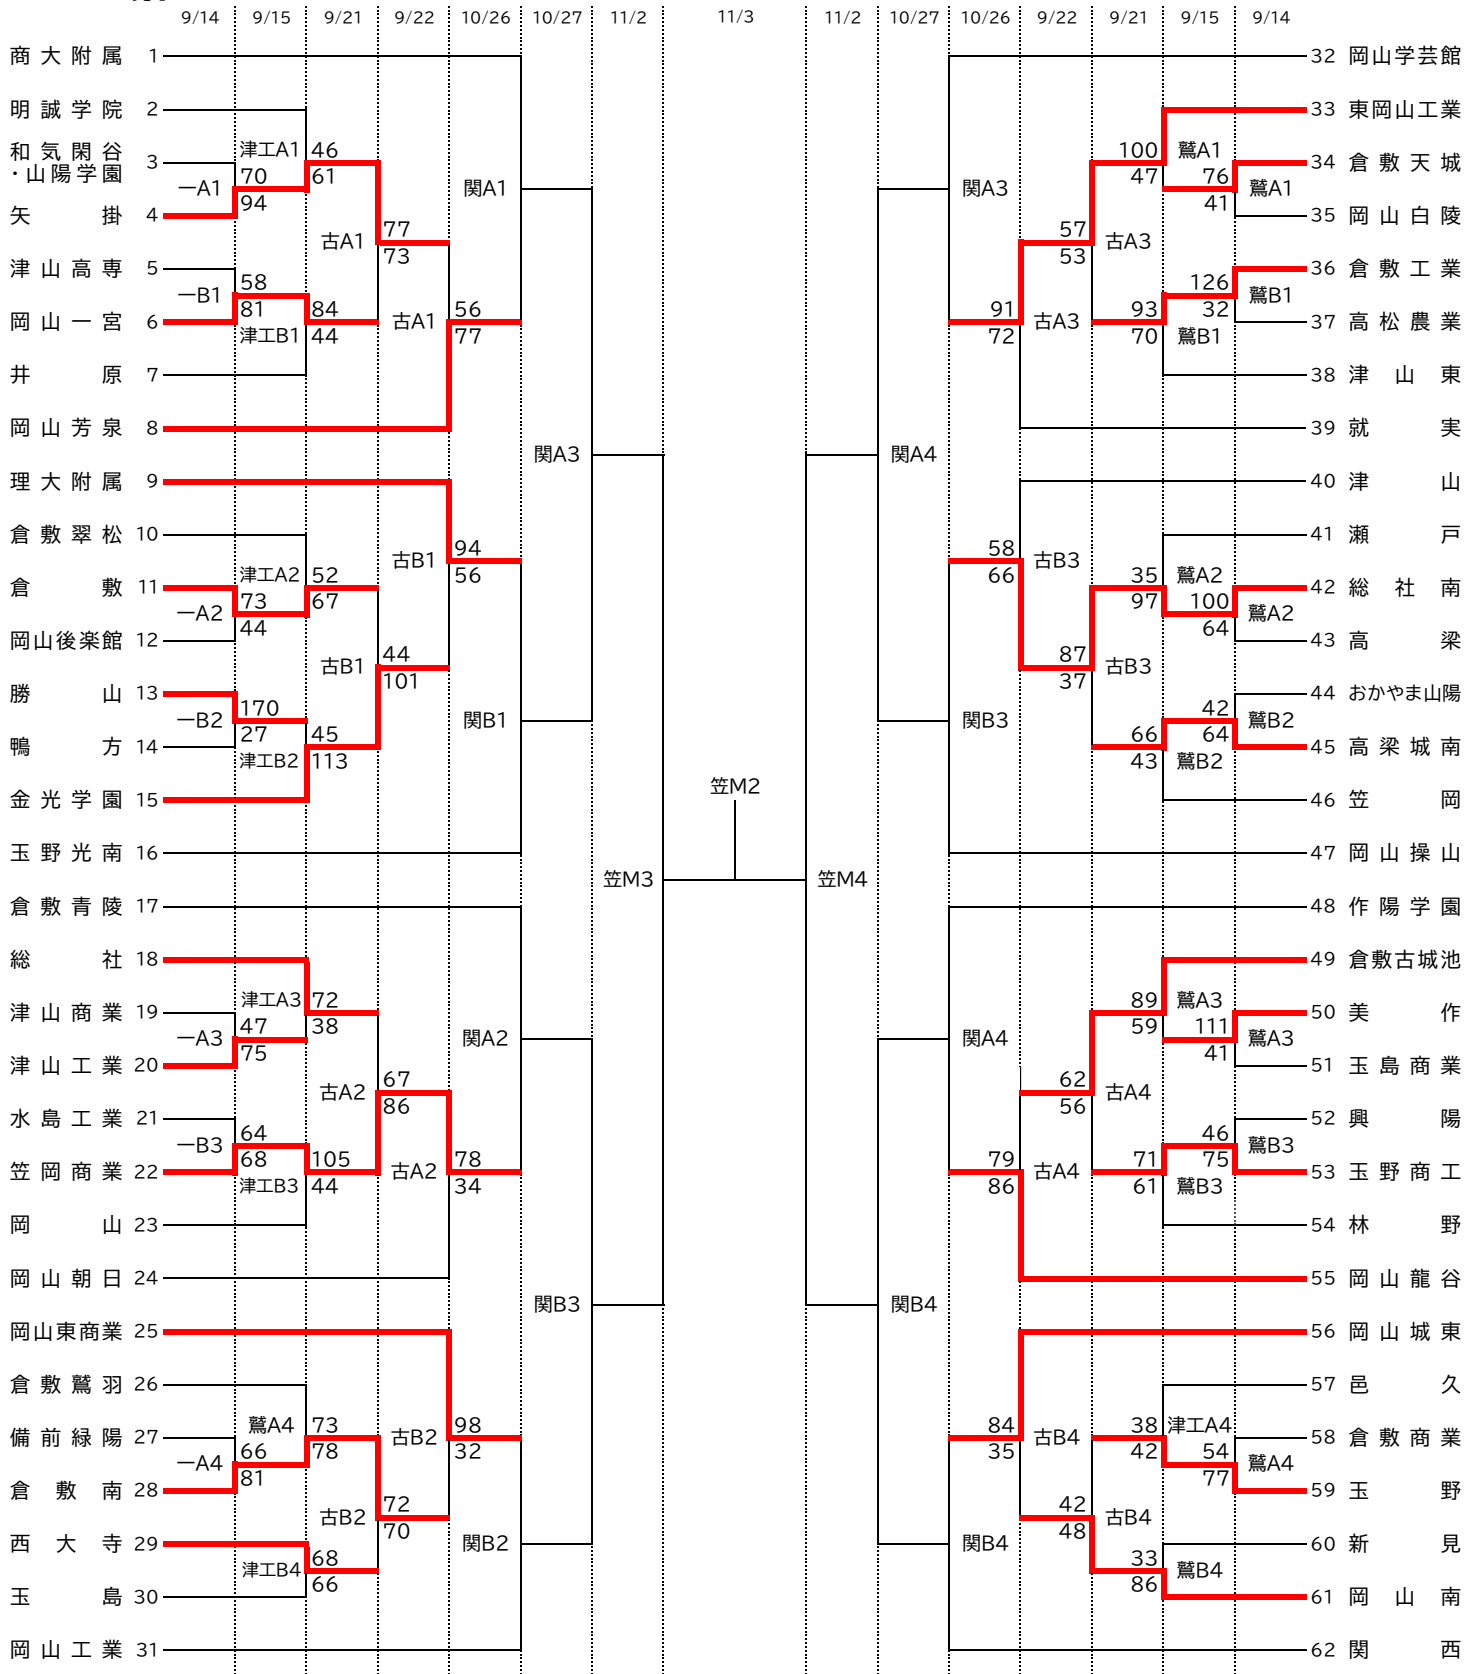 9/14 9/15 9/21 9/22 10/26 10/27 11/2 11/3 11/2 10/27 10/26 9/22 9/21 9/15 9/14
商大附属 1
32 岡山学芸館
明誠学院 2
33 東岡山工業
和気閑谷
・山陽学園 3
津工A1 46
100 鷲A1
34 倉敷天城
一A1 70 61
関A1
関A3
47 76 鷲A1
矢掛 4
94
41
35 岡山白陵
古A1 77
57 古A3
73
53
津山高専 5
36 倉敷工業
一B1 58
126 鷲B1
岡山一宮 6
81 84 古A1 56
91 古A3 93 32
37 高松農業
津工B1 44 77
72 70 鷲B1
井原 7
38 津山東
岡山芳泉 8
39 就実
関A3
関A4
理大附属 9
40 津山
倉敷翠松 10
41 瀬戸
古B1 94
58 古B3
56
66
津工A2 52
35 鷲A2
倉敷 11
42 総社南
一A2 73 67
97 100 鷲A2
44
64
岡山後楽館 12
43 高梁
古B1 44
87 古B3
101
37
勝山 13
44 おかやま山陽
一B2 170
関B1
関B3
42 鷲B2
鴨方 14
27 45
66 64
45 高梁城南
津工B2 113
43 鷲B2
笠M2
金光学園 15
46 笠岡
玉野光南 16
47 岡山操山
笠M3
笠M4
倉敷青陵 17
48 作陽学園
総社 18
49 倉敷古城池
津工A3 72
89 鷲A3
津山商業 19
50 美作
一A3 47 38
関A2
関A4
59 111 鷲A3
75
41
津山工業 20
51 玉島商業
古A2 67
62 古A4
86
56
水島工業 21
52 興陽
一B3 64
46 鷲B3
笠岡商業 22
68 105 古A2 78
79 古A4 71 75
53 玉野商工
津工B3 44 34
86 61 鷲B3
岡山 23
54 林野
岡山朝日 24
55 岡山龍谷
関B3
関B4
岡山東商業 25
56 岡山城東
倉敷鷲羽 26
57 邑久
鷲A4 73
38 津工A4
備前緑陽 27
古B2 98
84 古B4
58 倉敷商業
一A4 66 78 32
35 42 54 鷲A4
81
77
倉敷南 28
59 玉野
古B2 72
42 古B4
70
48
西大寺 29
関B2
関B4
60 新見
津工B4 68
33 鷲B4
66
86
玉島 30
61 岡山南
岡山工業 31
62 関西